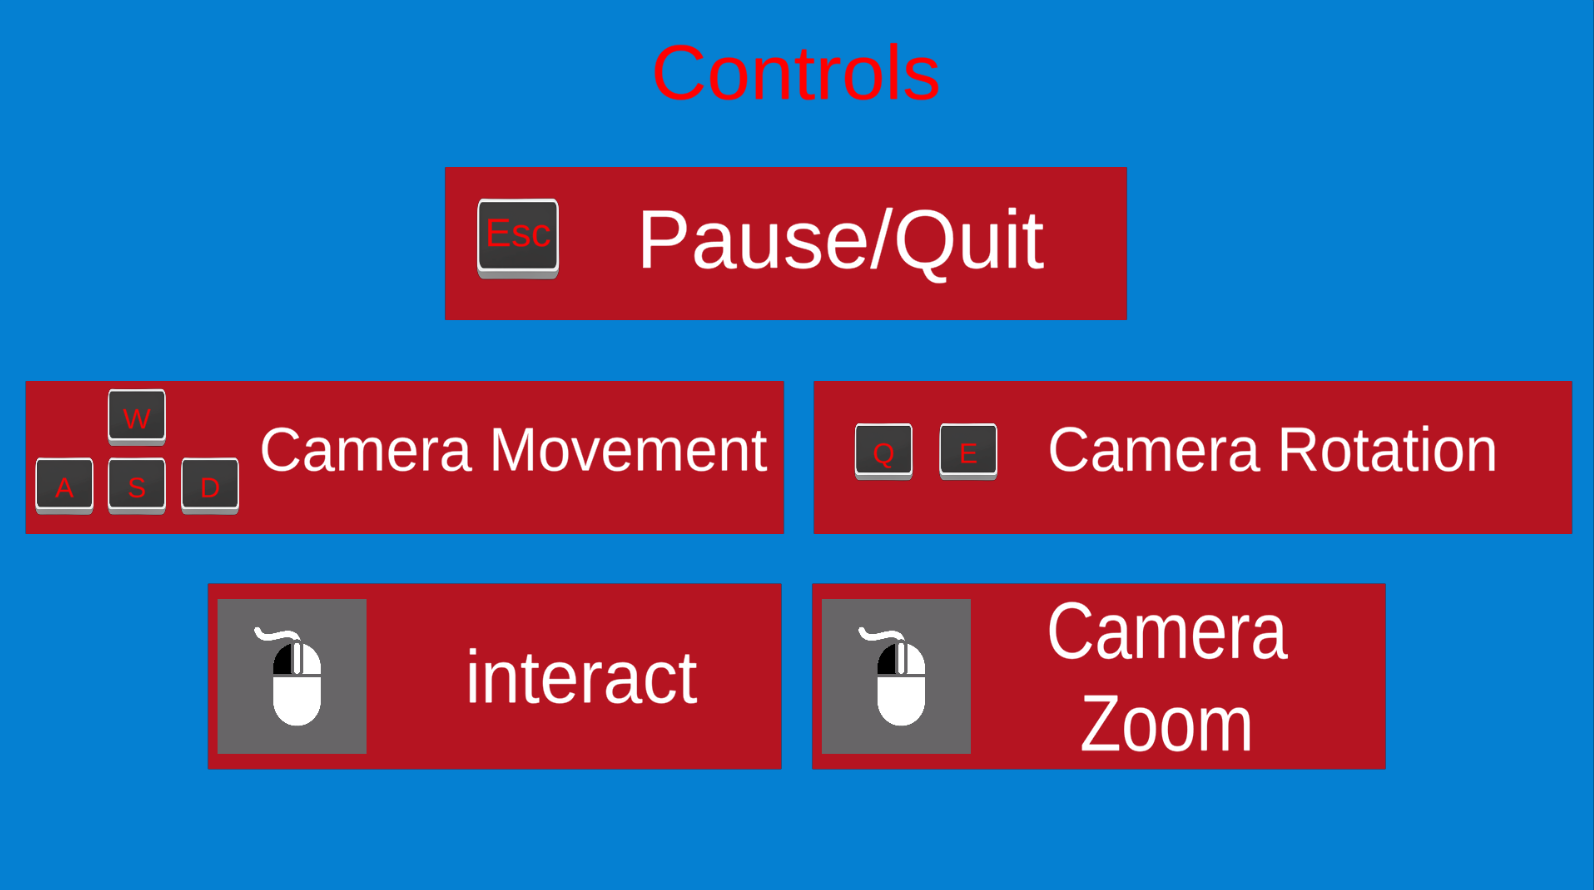 Controls
Esc
Pause/Quit
W
A S D
Camera Movement
Q E
Camera Rotation
interact
Camera
Zoom